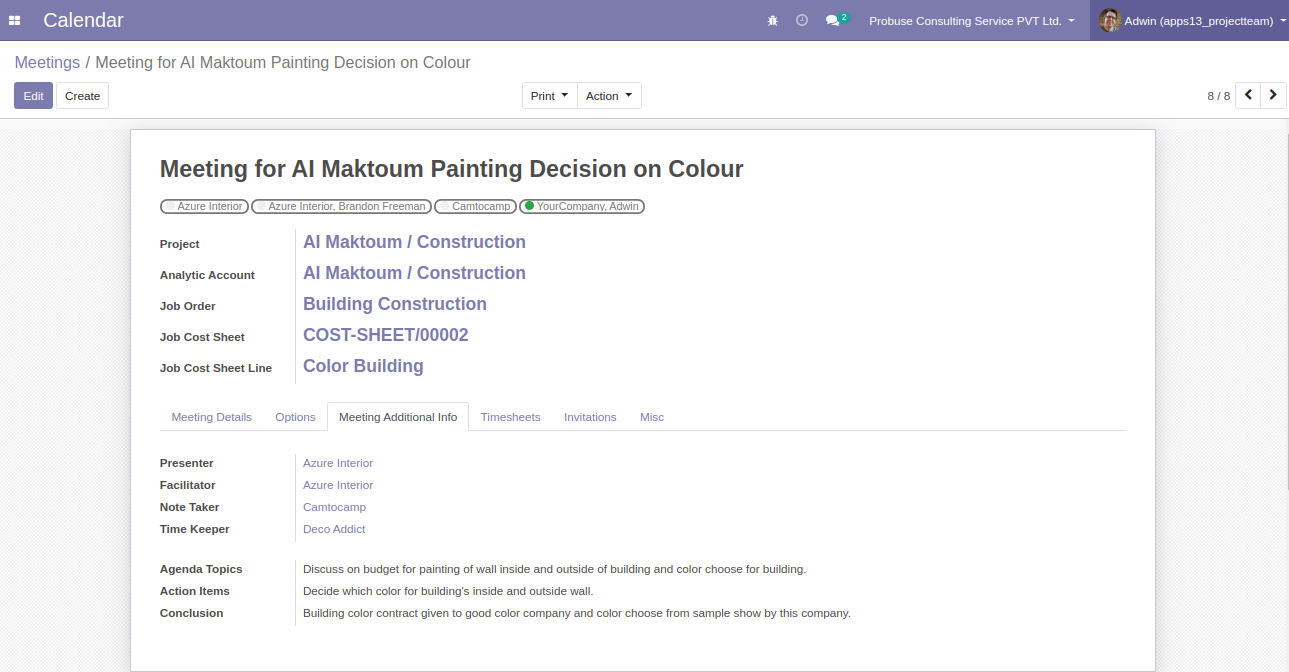 Calendar
2
Probuse Consulting Service PVT Ltd.
Adwin (apps13_projectteam)
Meetings / Meeting for AI Maktoum Painting Decision on Colour
Edit Create
Print Action
8 / 8
Meeting for AI Maktoum Painting Decision on Colour
Azure Interior Azure Interior, Brandon Freeman Camtocamp YourCompany, Adwin
Project AI Maktoum / Construction
Analytic Account AI Maktoum / Construction
Job Order Building Construction
Job Cost Sheet COST-SHEET/00002
Job Cost Sheet Line Color Building
Meeting Details Options Meeting Additional Info Timesheets Invitations Misc
Presenter Azure Interior
Facilitator Azure Interior
Note Taker Camtocamp
Time Keeper Deco Addict
Agenda Topics Discuss on budget for painting of wall inside and outside of building and color choose for building.
Action Items Decide which color for building's inside and outside wall.
Conclusion Building color contract given to good color company and color choose from sample show by this company.